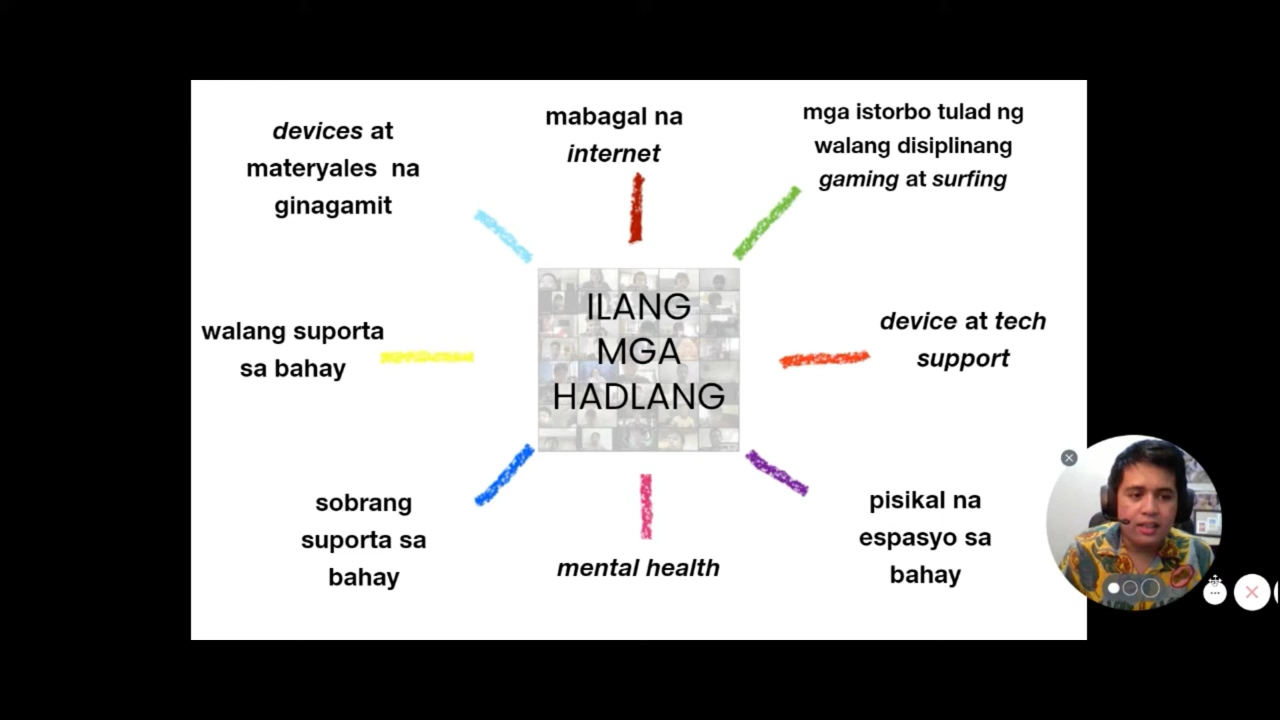 devices at
materyales na
ginagamit
mabagal na
internet
mga istorbo tulad ng
walang disiplinang
gaming at surfing
walang suporta
sa bahay
ILANG
MGA
HADLANG
device at tech
support
sobrang
suporta sa
bahay
mental health
pisikal na
espasyo sa
bahay